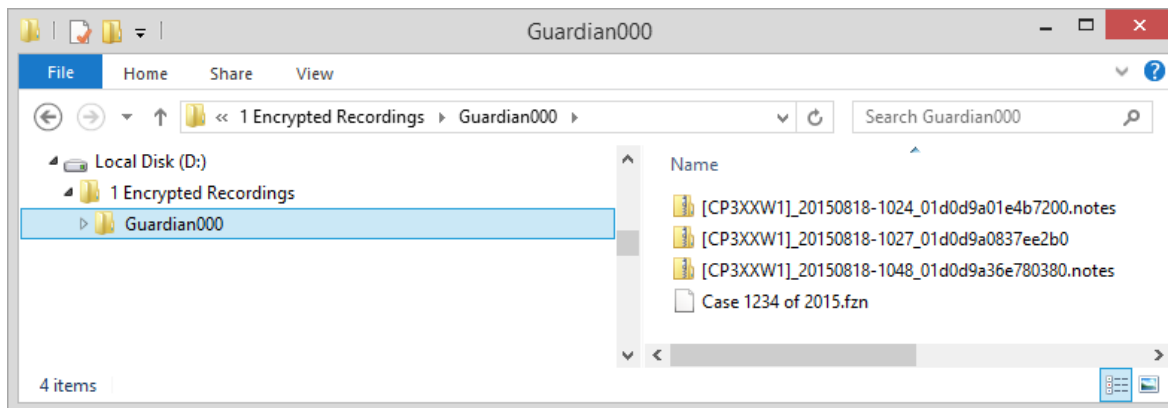 Guardian000
File Home Share View
« 1 Encrypted Recordings Guardian000
Search Guardian000
Local Disk (D:)
1 Encrypted Recordings
Guardian000
Name
[CP3XXW1]_20150818-1024_01d0d9a01e4b7200.notes
[CP3XXW1]_20150818-1027_01d0d9a0837ee2b0
[CP3XXW1]_20150818-1048_01d0d9a36e780380.notes
Case 1234 of 2015.fzn
4 items